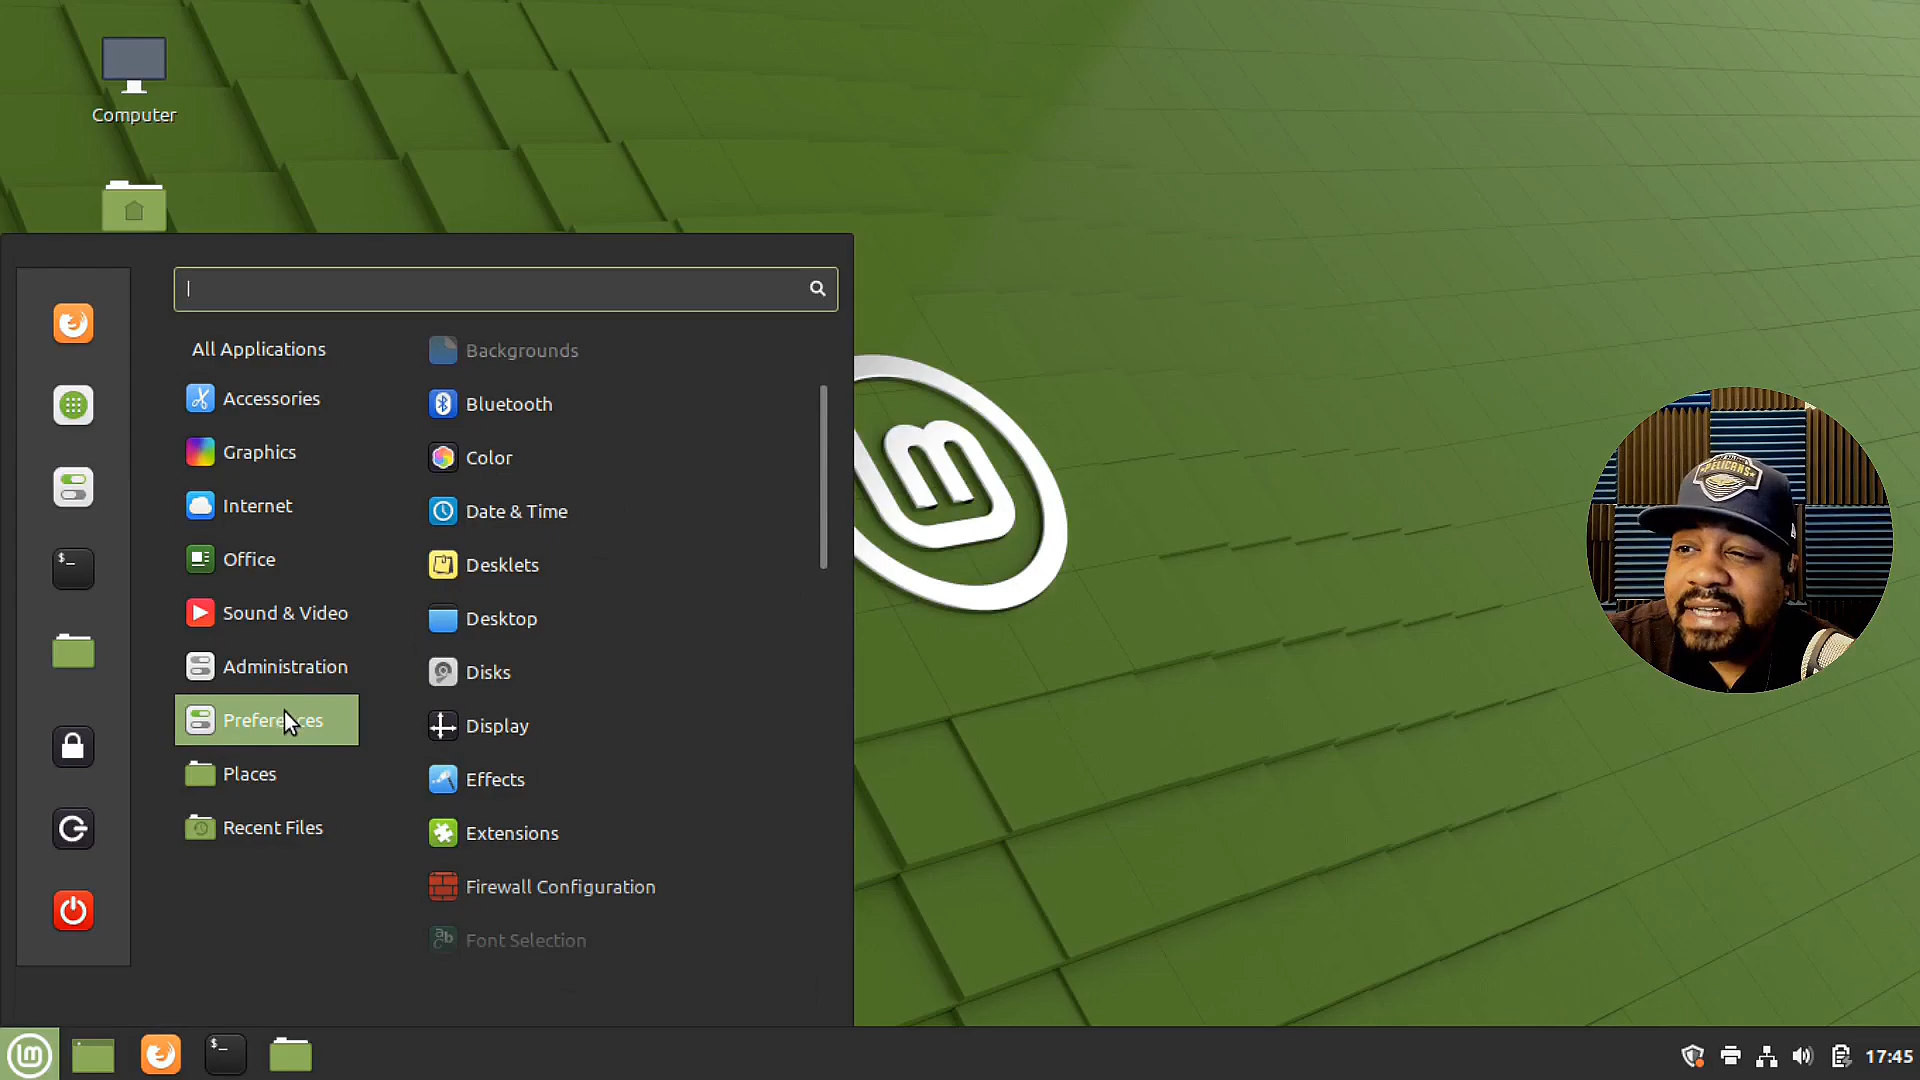 Computer
All Applications
Accessories
Graphics
Internet
Office
Sound & Video
Administration
Preferences
Places
Recent Files
Backgrounds
Bluetooth
Color
Date & Time
Desklets
Desktop
Disks
Display
Effects
Extensions
Firewall Configuration
Font Selection
PELICANS
17:45